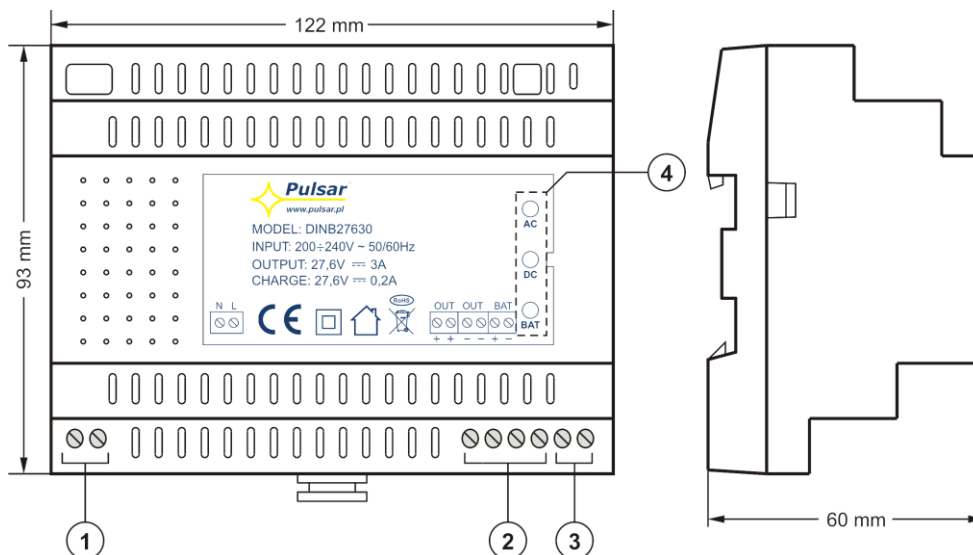 122 mm
93 mm
Pulsar
www.pulsar.pl
MODEL: DINB27630
INPUT: 200÷240V ~ 50/60Hz
OUTPUT: 27,6V ⎓ 3A
CHARGE: 27,6V ⎓ 0,2A
N L
CE
RoHS
OUT OUT BAT
+ + − − + −
AC
DC
BAT
4
1
2
3
60 mm